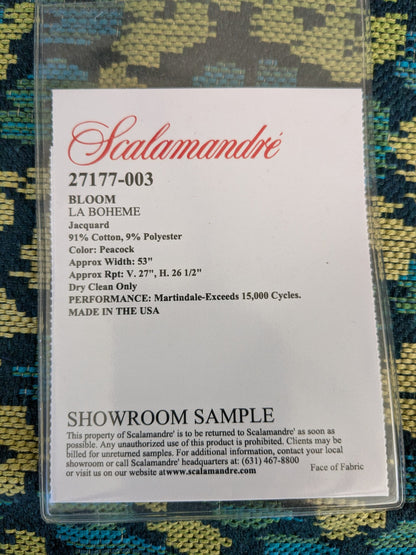 Scalamandré
27177-003
BLOOM
LA BOHEME
Jacquard
91% Cotton, 9% Polyester
Color: Peacock
Approx Width: 53"
Approx Rpt: V. 27", H. 26 1/2"
Dry Clean Only
PERFORMANCE: Martindale-Exceeds 15,000 Cycles.
MADE IN THE USA
SHOWROOM SAMPLE
This property of Scalamandre' is to be returned to Scalamandre' as soon as
possible. Any unauthorized use of this product is prohibited. Clients may be
billed for unreturned samples. For additional information, contact your local
showroom or call Scalamandre' headquarters at: (631) 467-8800
or visit us on our website atwww.scalamandre.com
Face of Fabric